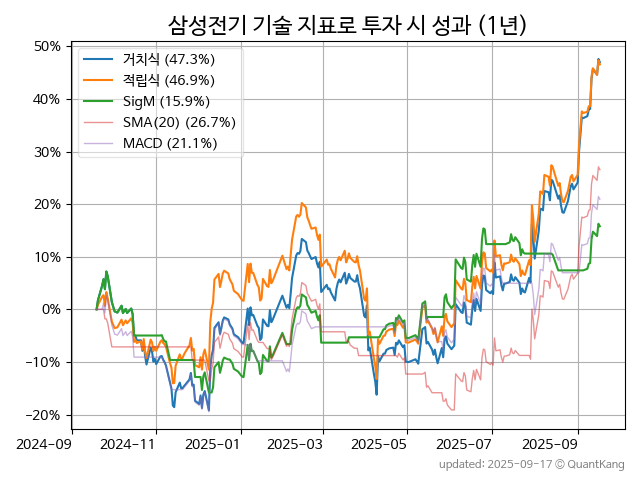 삼성전기 기술 지표로 투자 시 성과 (1년)
거치식 (47.3%)
적립식 (46.9%)
SigM (15.9%)
SMA(20) (26.7%)
MACD (21.1%)
50%
40%
30%
20%
10%
0%
−10%
−20%
2024-09 2024-11 2025-01 2025-03 2025-05 2025-07 2025-09
updated: 2025-09-17 © QuantKang